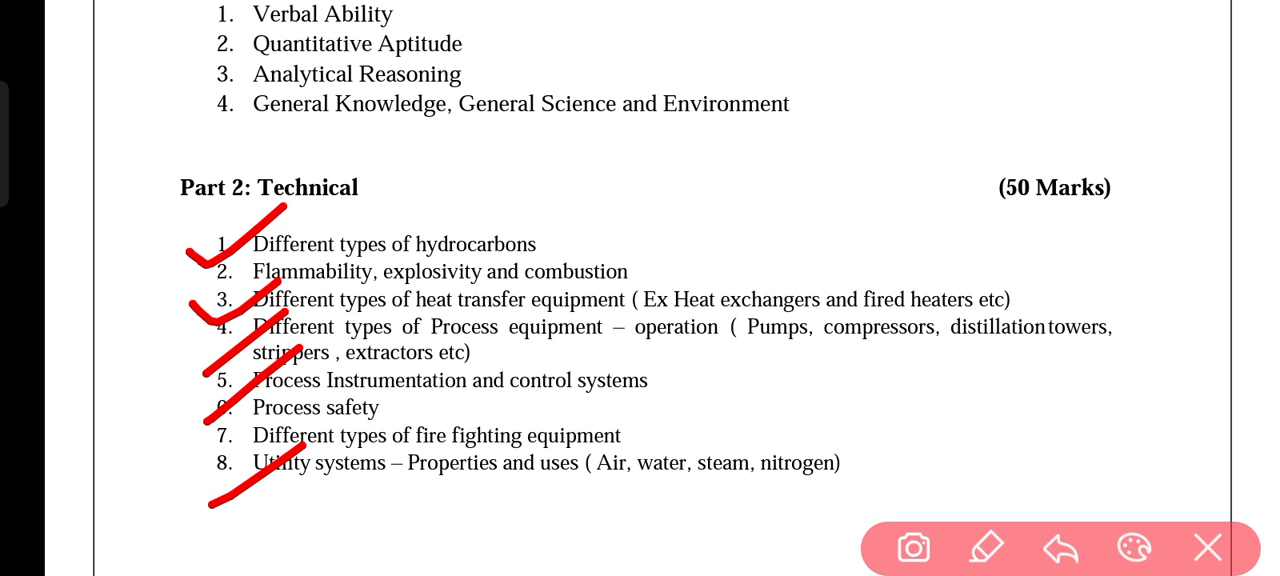 1. Verbal Ability
2. Quantitative Aptitude
3. Analytical Reasoning
4. General Knowledge, General Science and Environment
Part 2: Technical (50 Marks)
1. Different types of hydrocarbons
2. Flammability, explosivity and combustion
3. Different types of heat transfer equipment ( Ex Heat exchangers and fired heaters etc)
4. Different types of Process equipment – operation ( Pumps, compressors, distillation towers,
strippers , extractors etc)
5. Process Instrumentation and control systems
6. Process safety
7. Different types of fire fighting equipment
8. Utility systems – Properties and uses ( Air, water, steam, nitrogen)